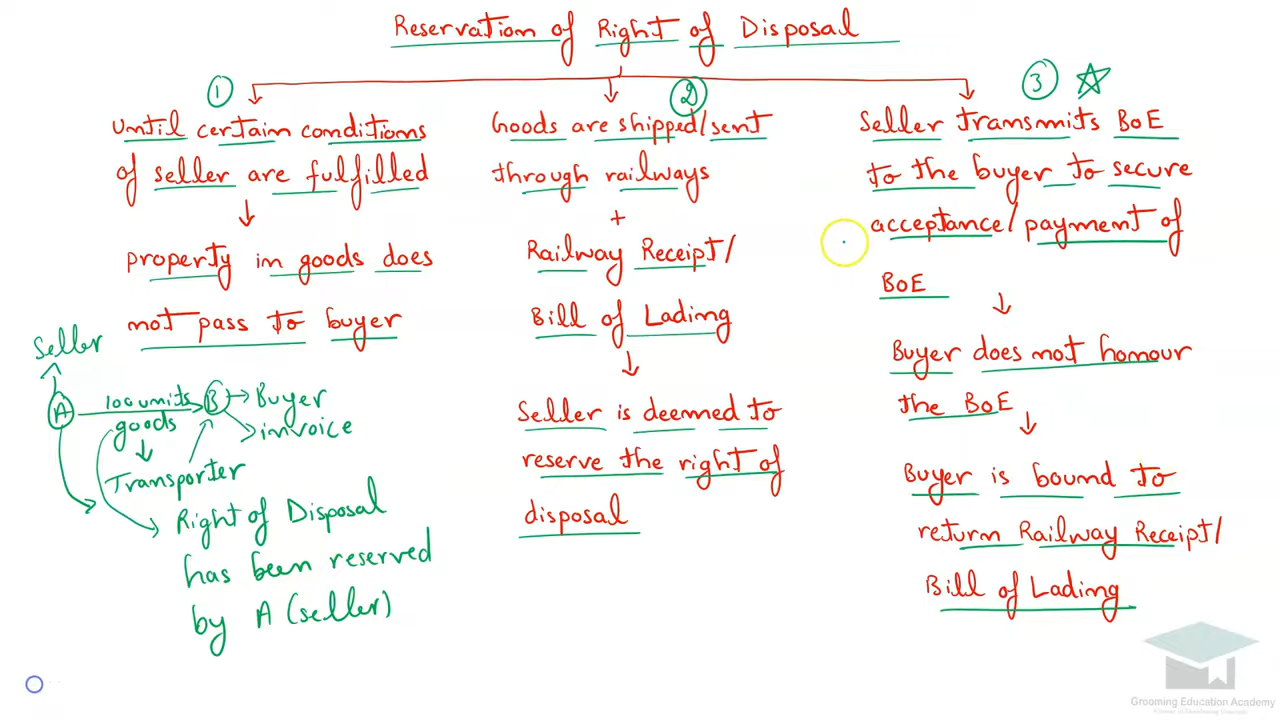 Reservation of Right of Disposal
1
Until certain conditions
of seller are fulfilled
property in goods does
not pass to buyer
Seller
A
100 units
goods
B
Buyer
invoice
Transporter
Right of Disposal
has been reserved
by A (seller)
2
Goods are shipped/sent
through railways
+
Railway Receipt/
Bill of Lading
Seller is deemed to
reserve the right of
disposal
3
Seller transmits BoE
to the buyer to secure
acceptance/payment of
BoE
Buyer does not honour
the BoE
Buyer is bound to
return Railway Receipt/
Bill of Lading
Grooming Education Academy